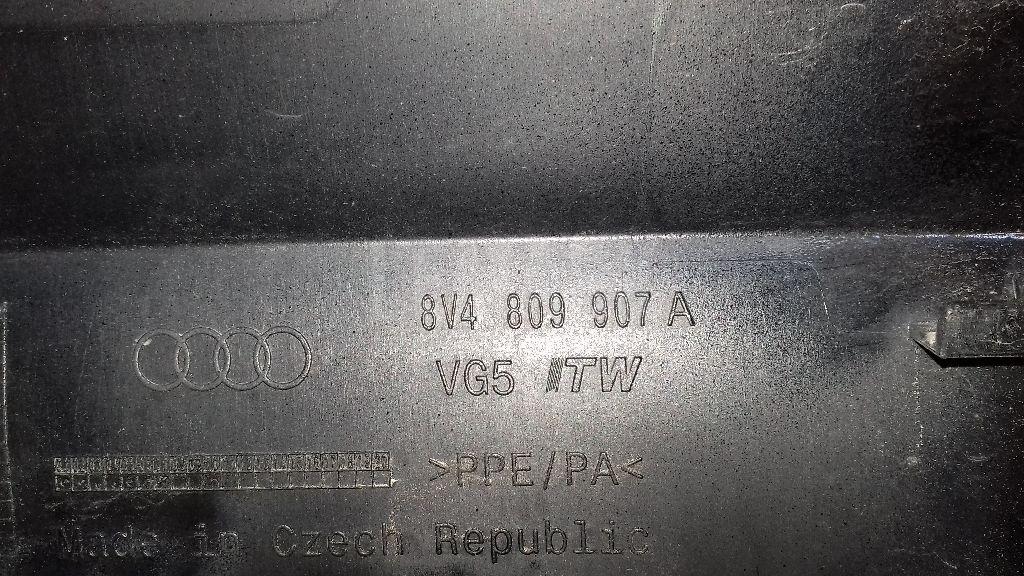 8V4 809 907 A
VG5 ITW
>PPE/PA<
Made in Czech Republic